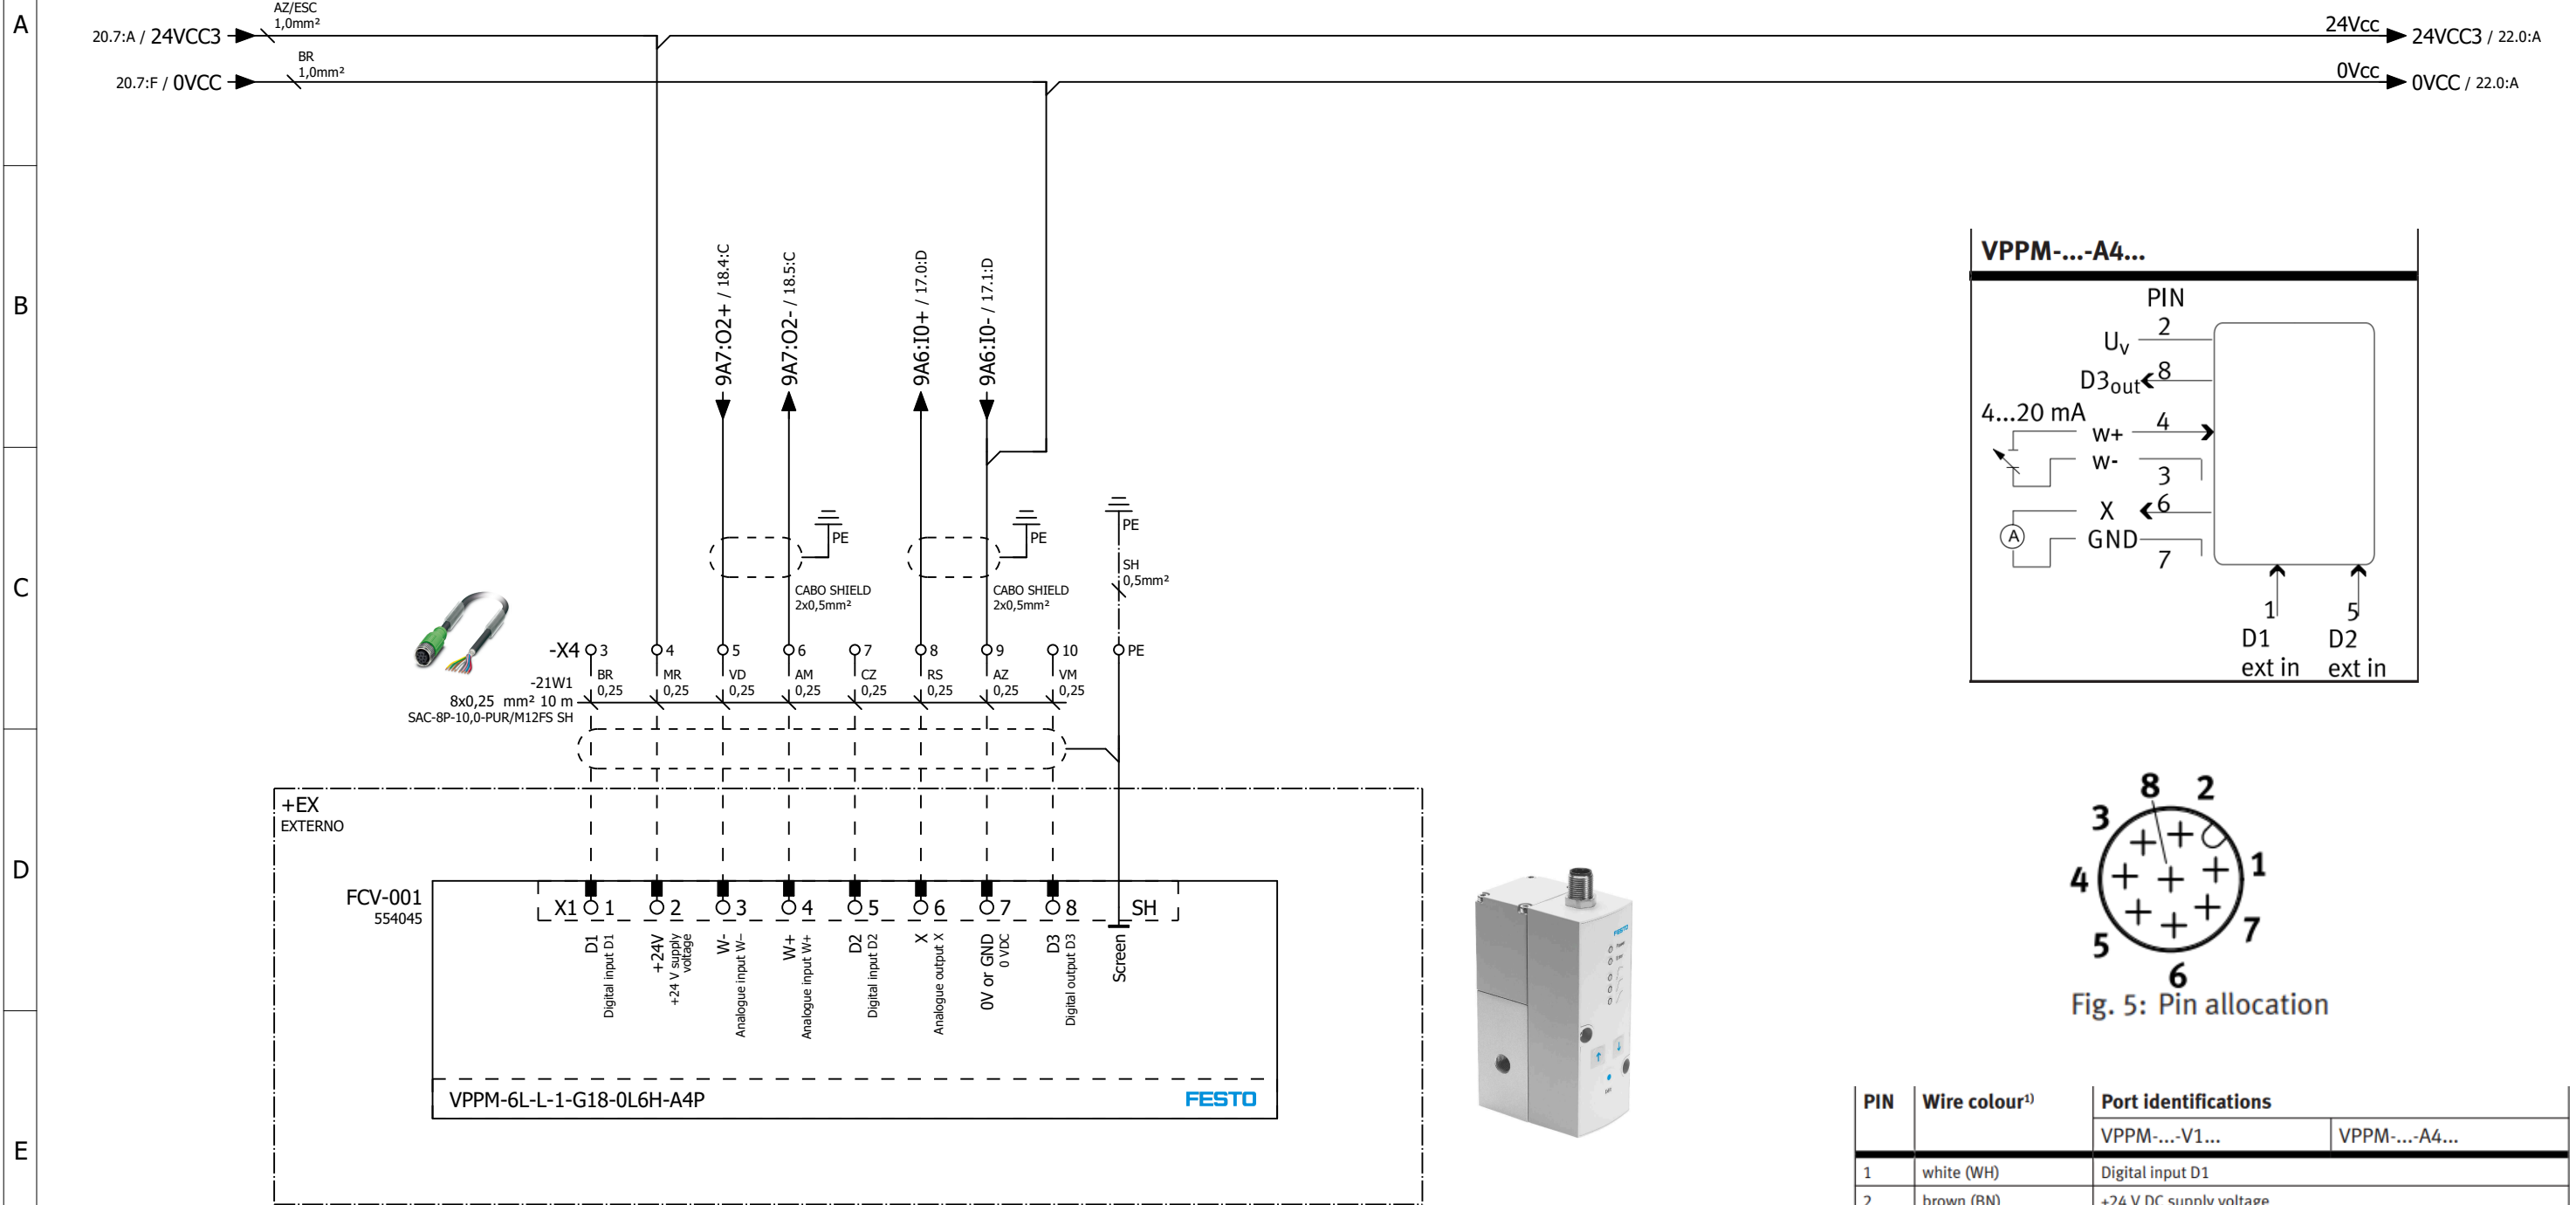 A
AZ/ESC
1,0mm²
20.7:A / 24VCC3
24Vcc
24VCC3 / 22.0:A
BR
1,0mm²
20.7:F / 0VCC
0Vcc
0VCC / 22.0:A
B
9A7:O2+ / 18.4:C
9A7:O2- / 18.5:C
9A6:I0+ / 17.0:D
9A6:I0- / 17.1:D
VPPM-...-A4...
PIN
Uv 2
D3out 8
4...20 mA
W+ 4
W- 3
X 6
A
GND 7
1 5
D1 D2
ext in ext in
C
PE
PE
PE
SH
0,5mm²
CABO SHIELD
2x0,5mm²
CABO SHIELD
2x0,5mm²
-X4 3 4 5 6 7 8 9 10 PE
BR MR VD AM CZ RS AZ VM
0,25 0,25 0,25 0,25 0,25 0,25 0,25 0,25
-21W1
8x0,25 mm² 10 m
SAC-8P-10,0-PUR/M12FS SH
D
+EX
EXTERNO
FCV-001
554045
X1 1 2 3 4 5 6 7 8 SH
D1
Digital input D1
+24V
+24 V supply
voltage
W-
Analogue input W–
W+
Analogue input W+
D2
Digital input D2
X
Analogue output X
0V or GND
0 VDC
D3
Digital output D3
Screen
VPPM-6L-L-1-G18-0L6H-A4P
FESTO
FESTO
8 2
3
1
4
7
5
6
Fig. 5: Pin allocation
E
PIN Wire colour¹⁾ Port identifications
VPPM-...-V1... VPPM-...-A4...
1 white (WH) Digital input D1
2 brown (BN) +24 V DC supply voltage